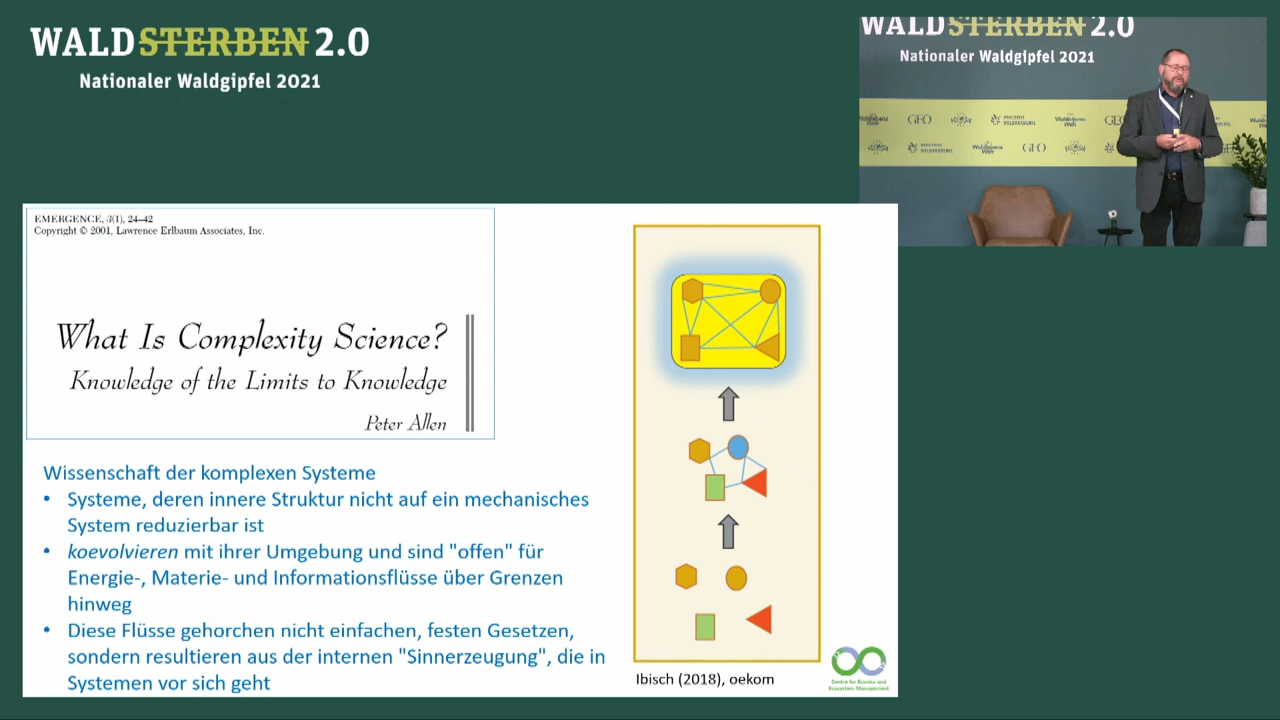 WALDSTERBEN 2.0
Nationaler Waldgipfel 2021
WALDSTERBEN 2.0
Nationaler Waldgipfel 2021
GEO
GEO
EMERGENCE, 3(1), 24–42
Copyright © 2001, Lawrence Erlbaum Associates, Inc.
What Is Complexity Science?
Knowledge of the Limits to Knowledge
Peter Allen
Wissenschaft der komplexen Systeme
• Systeme, deren innere Struktur nicht auf ein mechanisches
System reduzierbar ist
• koevolvieren mit ihrer Umgebung und sind "offen" für
Energie-, Materie- und Informationsflüsse über Grenzen
hinweg
• Diese Flüsse gehorchen nicht einfachen, festen Gesetzen,
sondern resultieren aus der internen "Sinnerzeugung", die in
Systemen vor sich geht
Ibisch (2018), oekom
Centre for Econics and
Ecosystem Management